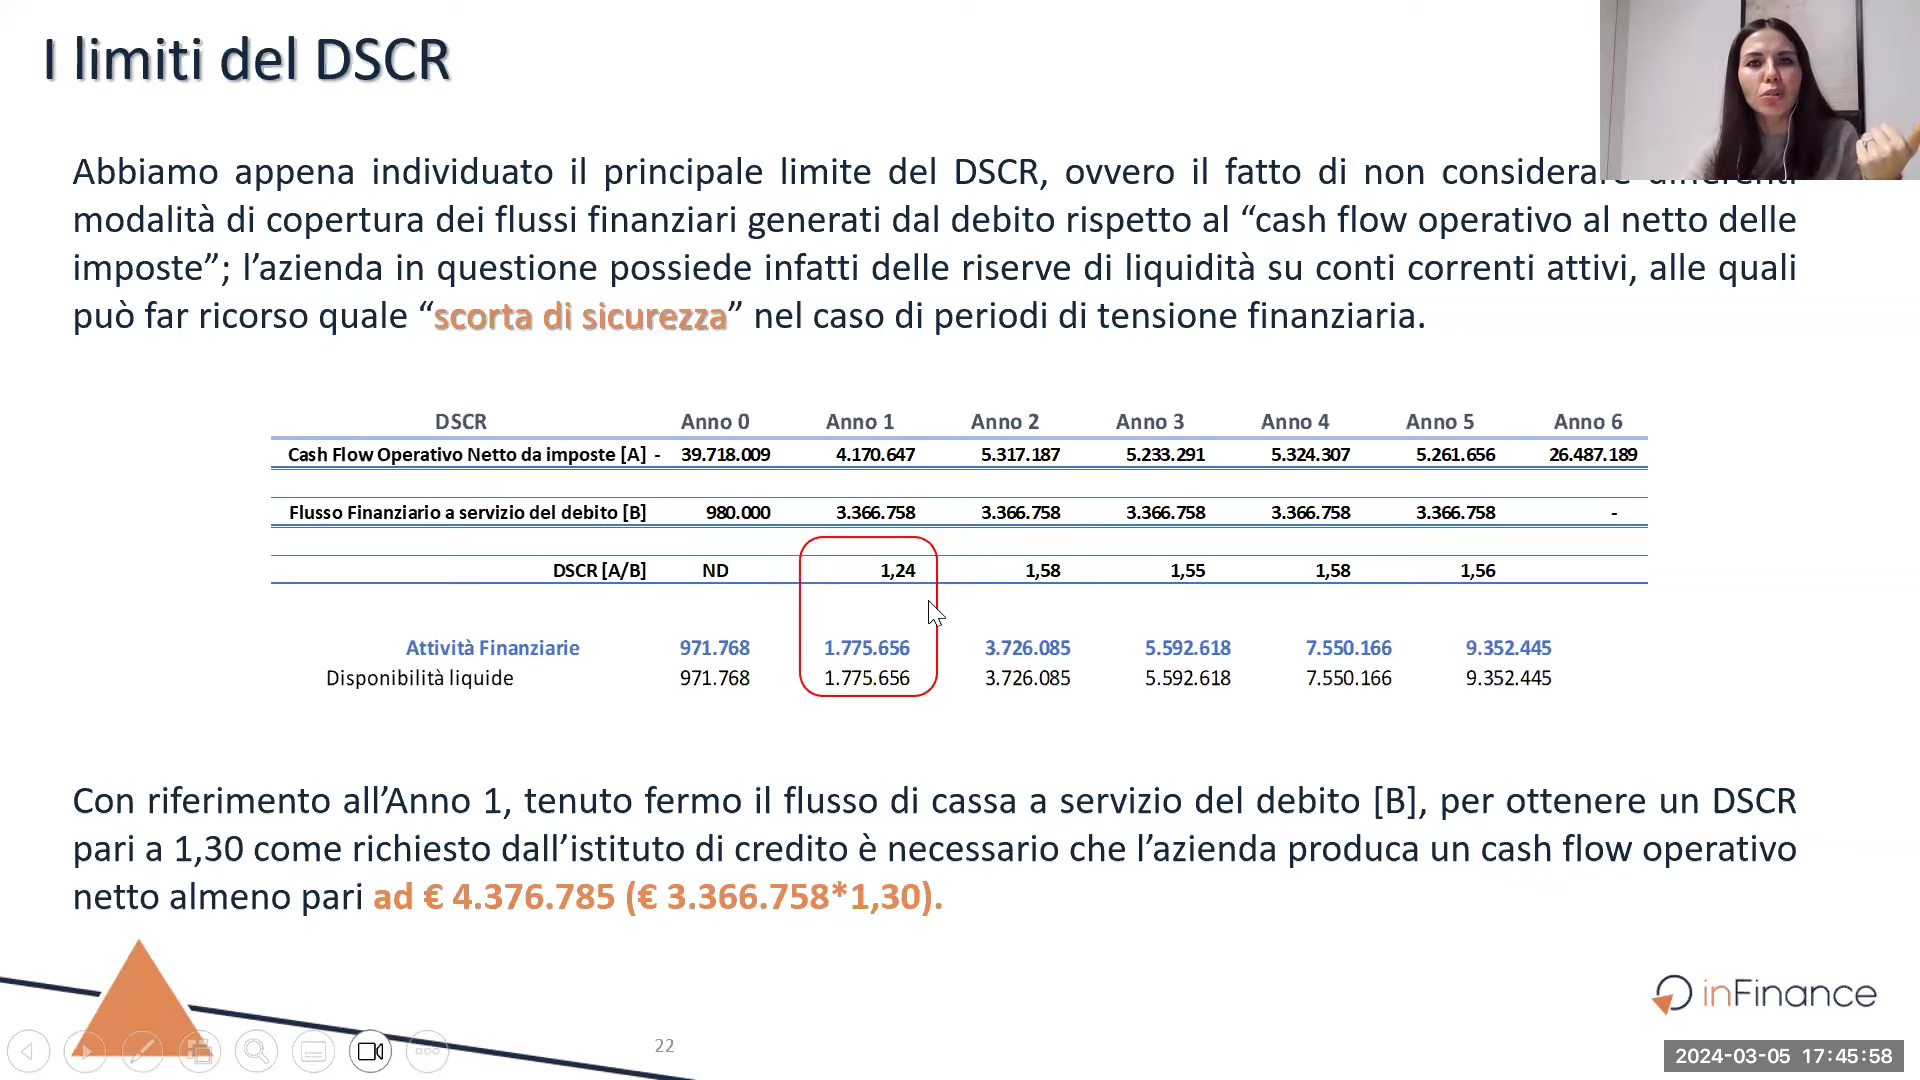 I limiti del DSCR
Abbiamo appena individuato il principale limite del DSCR, ovvero il fatto di non considerare differenti
modalità di copertura dei flussi finanziari generati dal debito rispetto al “cash flow operativo al netto delle
imposte”; l’azienda in questione possiede infatti delle riserve di liquidità su conti correnti attivi, alle quali
può far ricorso quale “scorta di sicurezza” nel caso di periodi di tensione finanziaria.
DSCR Anno 0 Anno 1 Anno 2 Anno 3 Anno 4 Anno 5 Anno 6
Cash Flow Operativo Netto da imposte [A] - 39.718.009 4.170.647 5.317.187 5.233.291 5.324.307 5.261.656 26.487.189
Flusso Finanziario a servizio del debito [B] 980.000 3.366.758 3.366.758 3.366.758 3.366.758 3.366.758 -
DSCR [A/B] ND 1,24 1,58 1,55 1,58 1,56
Attività Finanziarie 971.768 1.775.656 3.726.085 5.592.618 7.550.166 9.352.445
Disponibilità liquide 971.768 1.775.656 3.726.085 5.592.618 7.550.166 9.352.445
Con riferimento all’Anno 1, tenuto fermo il flusso di cassa a servizio del debito [B], per ottenere un DSCR
pari a 1,30 come richiesto dall’istituto di credito è necessario che l’azienda produca un cash flow operativo
netto almeno pari ad € 4.376.785 (€ 3.366.758*1,30).
inFinance
22
2024-03-05 17:45:58